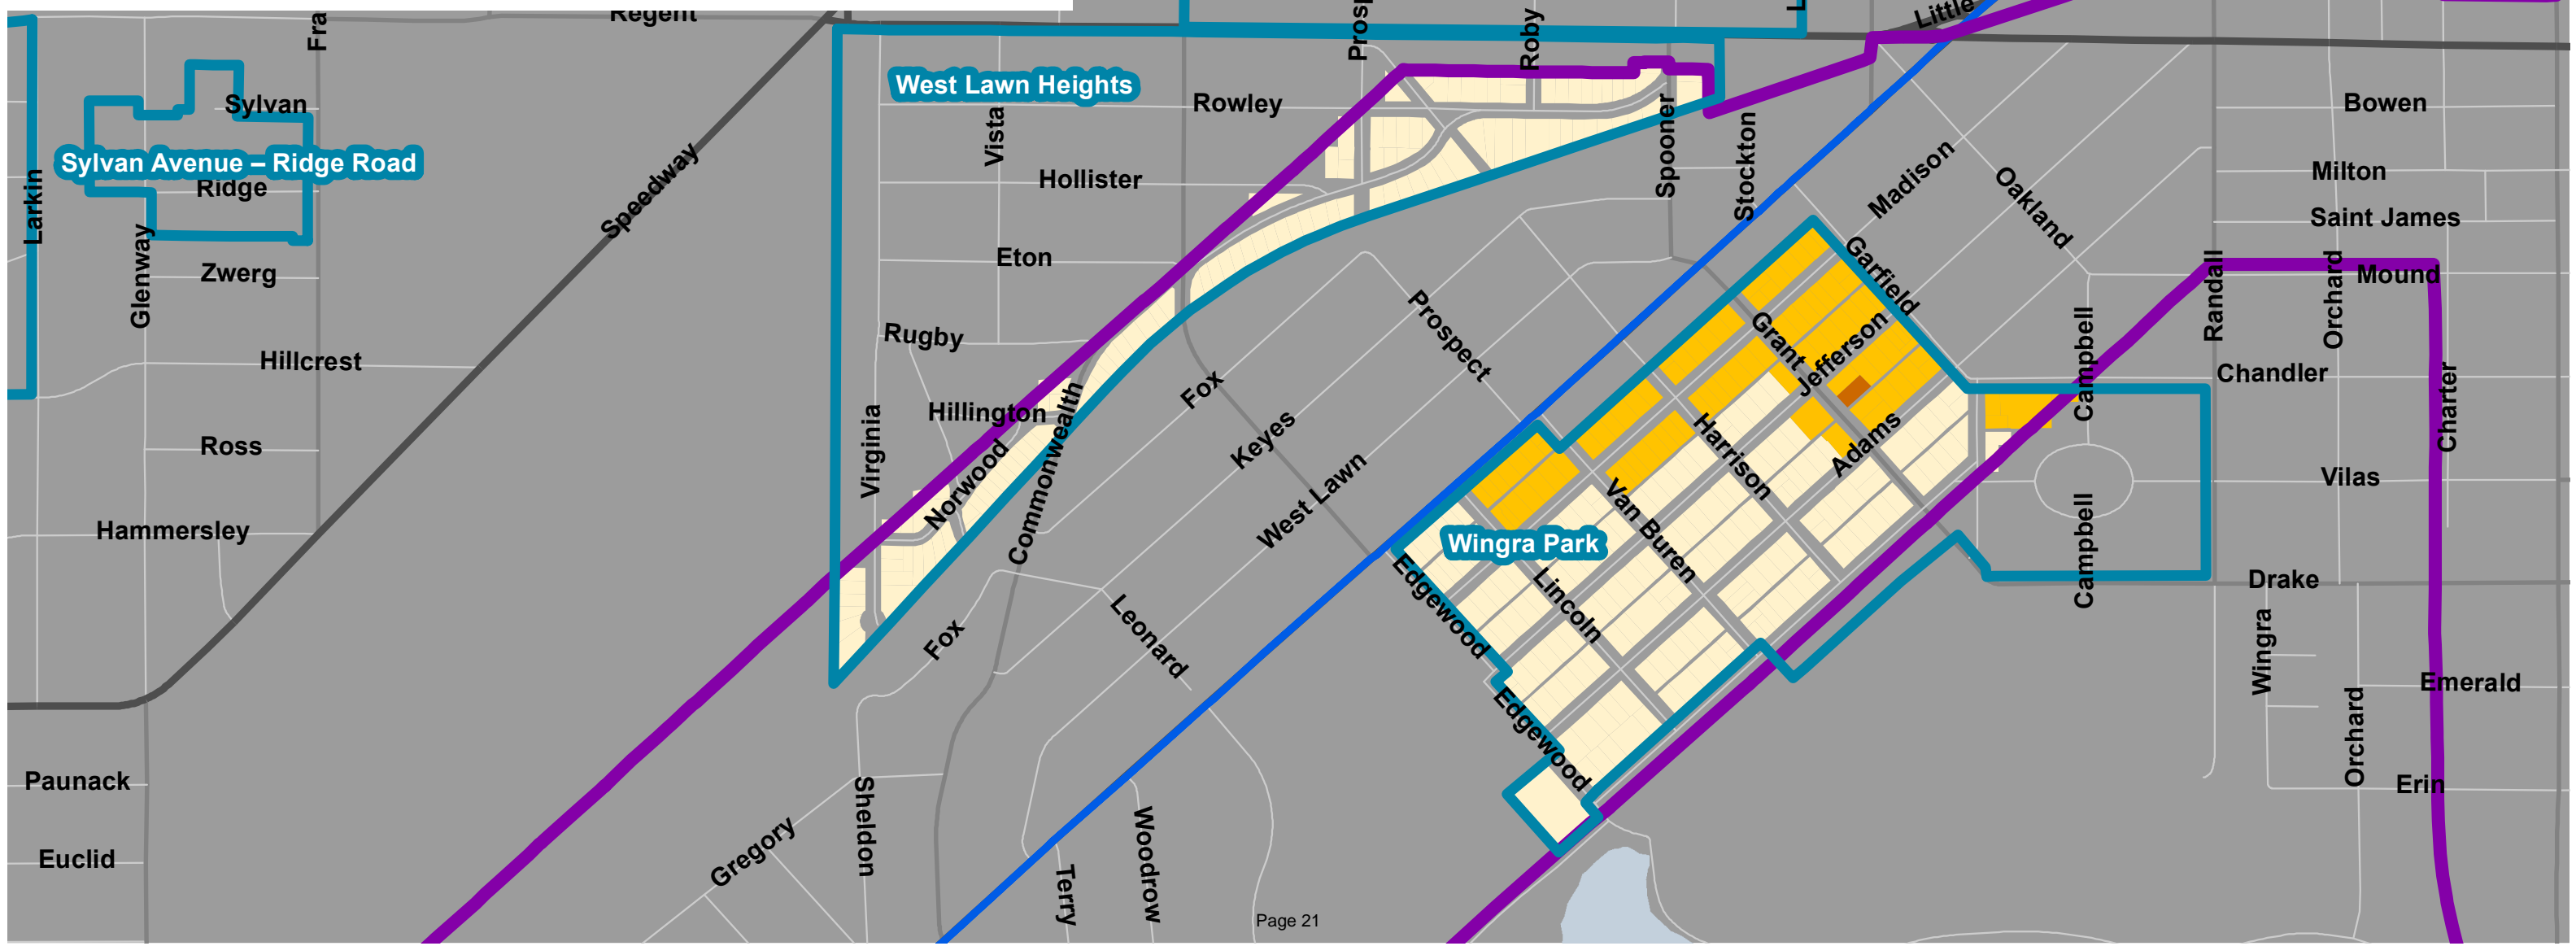 Regent
Fra
Prosp
Roby
L
Little
West Lawn Heights
Sylvan
Rowley
Bowen
Vista
Sylvan Avenue – Ridge Road
Ridge
Larkin
Speedway
Hollister
Spooner
Stockton
Madison
Oakland
Milton
Saint James
Glenway
Zwerg
Eton
Garfield
Randall
Orchard
Mound
Rugby
Prospect
Grant
Jefferson
Campbell
Hillcrest
Chandler
Charter
Fox
Hillington
Commonwealth
Virginia
Keyes
Harrison
Adams
Ross
Norwood
West Lawn
Vilas
Hammersley
Van Buren
Wingra Park
Edgewood
Lincoln
Campbell
Drake
Fox
Leonard
Wingra
Emerald
Edgewood
Orchard
Paunack
Erin
Sheldon
Gregory
Woodrow
Euclid
Terry
Page 21